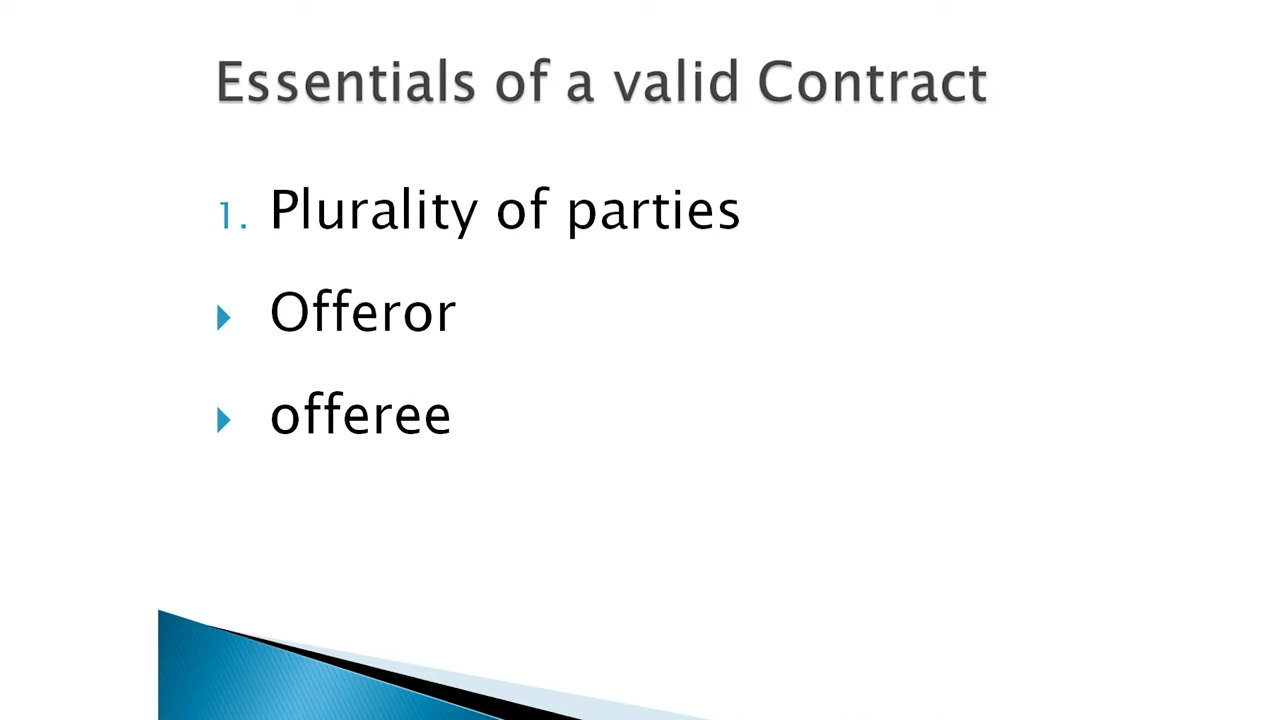 Essentials of a valid Contract
1. Plurality of parties
Offeror
offeree